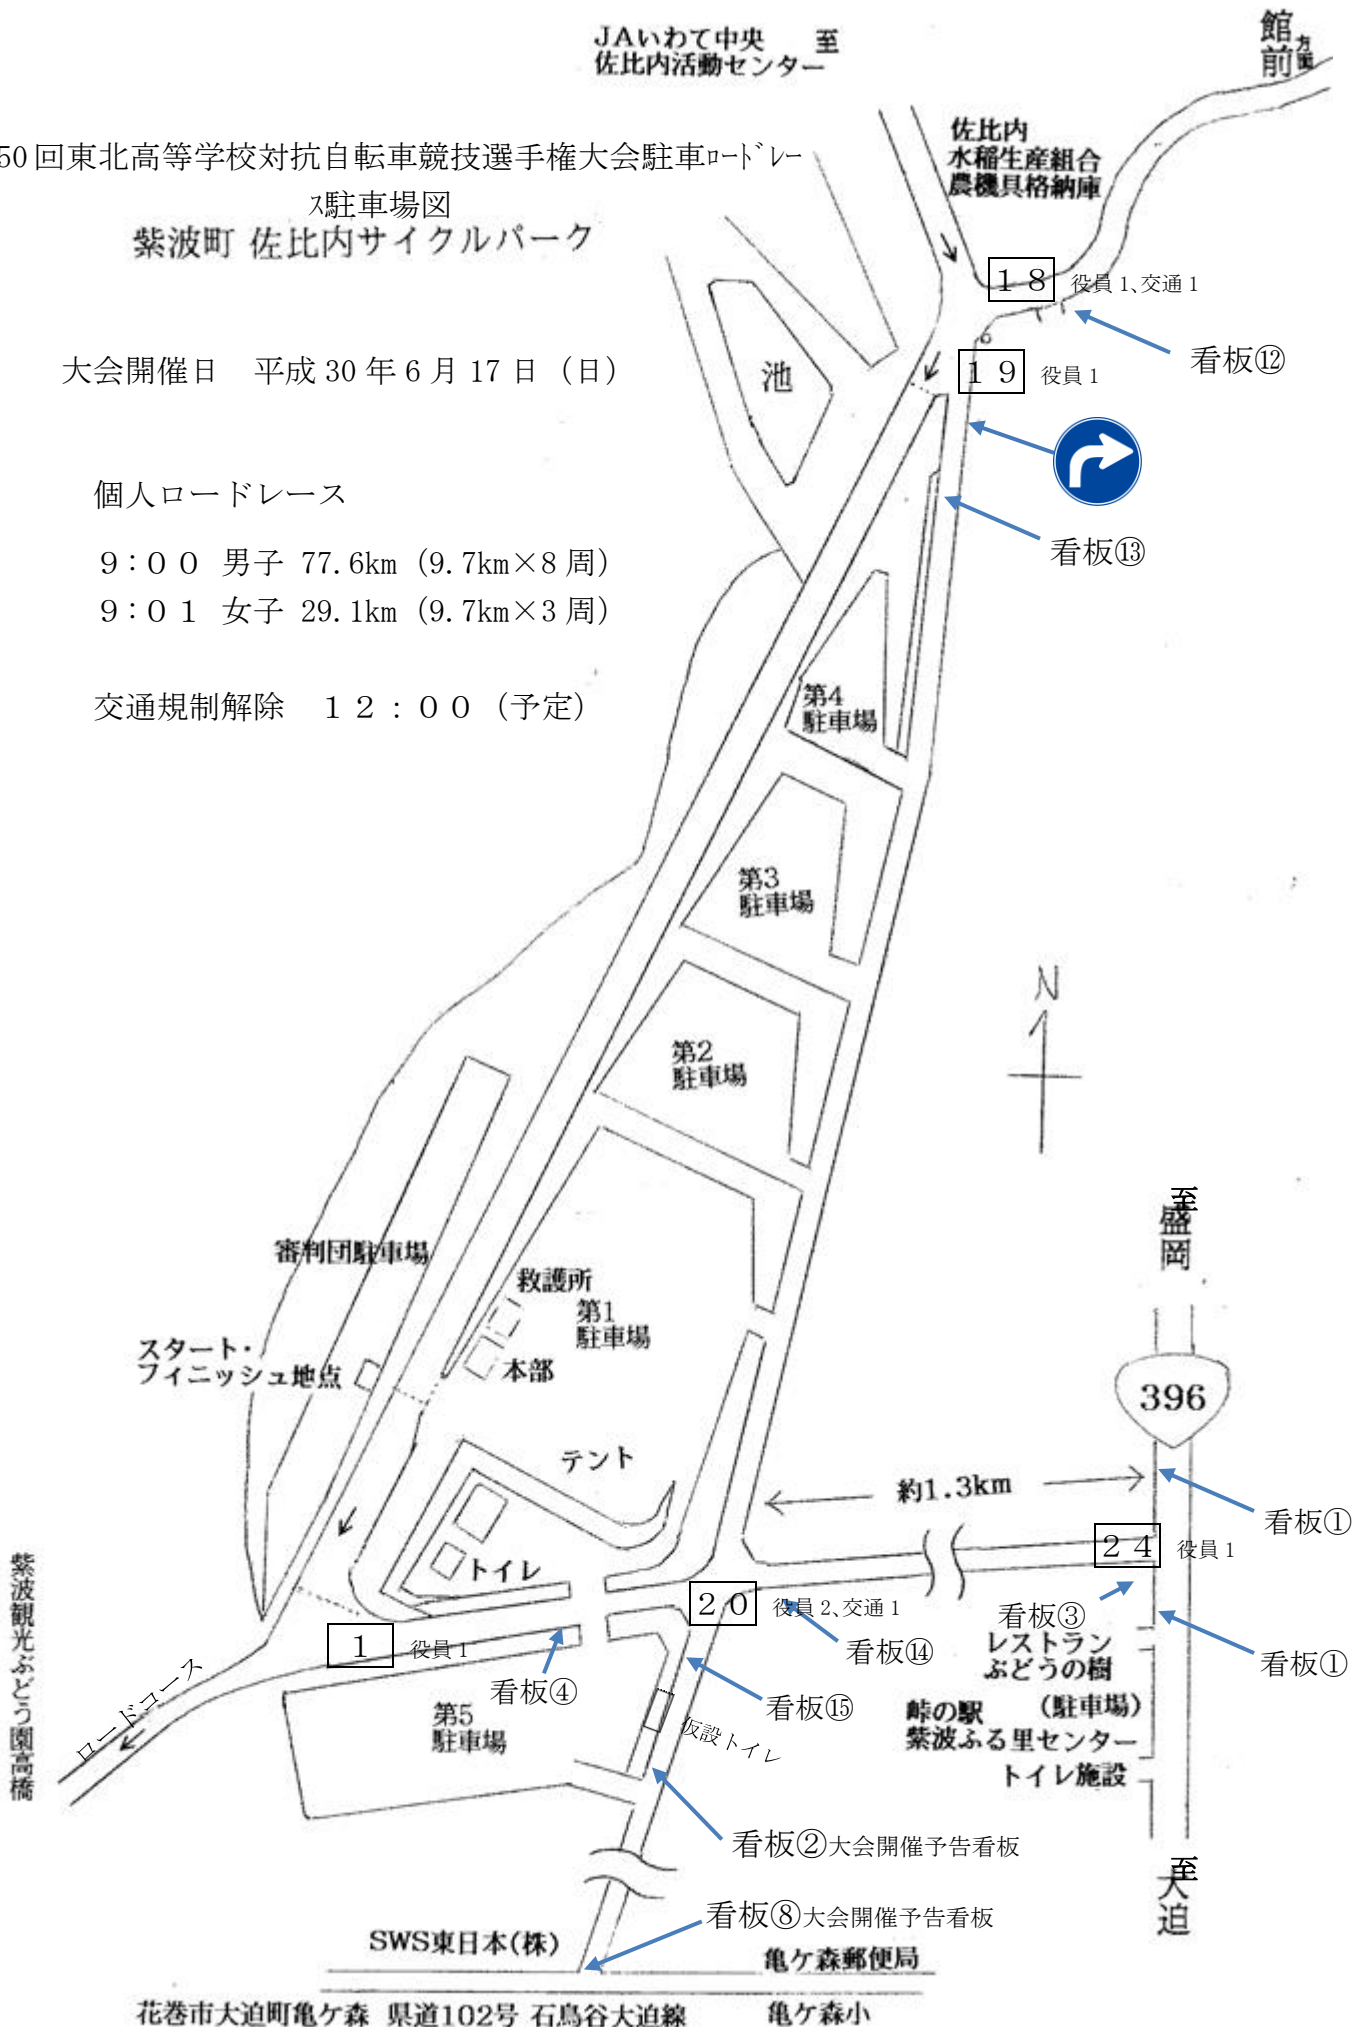 JAいわて中央　至
佐比内活動センター
館前方面
50回東北高等学校対抗自転車競技選手権大会駐車ﾛｰﾄﾞﾚｰ
ｽ駐車場図
紫波町 佐比内サイクルパーク
佐比内
水稲生産組合
農機具格納庫
１８ 役員1、交通1
看板⑫
大会開催日　平成30年6月17日（日）
池
１９ 役員1
個人ロードレース
看板⑬
９:００ 男子 77.6km（9.7km×8周）
９:０１ 女子 29.1km（9.7km×3周）
交通規制解除　１２：００（予定）
第4
駐車場
第3
駐車場
N
第2
駐車場
至
盛岡
審判団駐車場
救護所
第1
駐車場
スタート・
フィニッシュ地点
本部
396
テント
約1.3km
看板①
２４ 役員1
トイレ
２０ 役員2、交通1
看板③
１ 役員1
看板⑭
レストラン
ぶどうの樹
看板①
紫波観光ぶどう園高橋
ロードコース
看板④
看板⑮
第5
駐車場
仮設トイレ
峠の駅　（駐車場）
紫波ふる里センター
トイレ施設
看板②大会開催予告看板
至
大迫
看板⑧大会開催予告看板
SWS東日本(株)
亀ケ森郵便局
花巻市大迫町亀ケ森 県道102号 石鳥谷大迫線
亀ケ森小